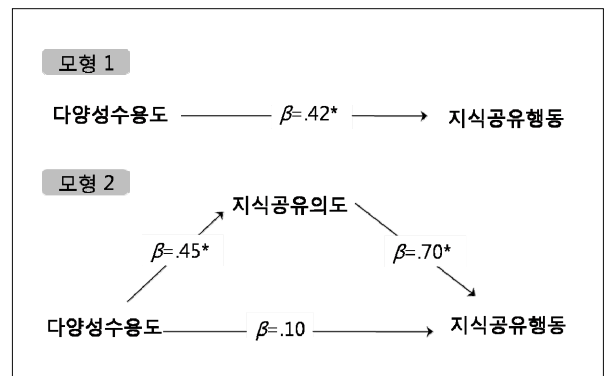 모형 1
다양성수용도 β=.42* 지식공유행동
모형 2
지식공유의도
β=.45* β=.70*
다양성수용도 β=.10 지식공유행동